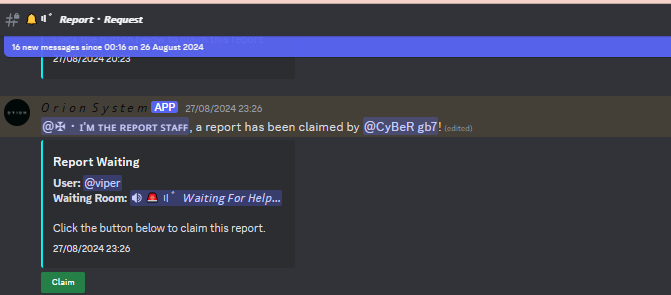 Report • Request
16 new messages since 00:16 on 26 August 2024
27/08/2024 20:23
Orion System APP 27/08/2024 23:26
@✠ • I'M THE REPORT STAFF, a report has been claimed by @CyBeR gb7! (edited)
Report Waiting
User: @viper
Waiting Room: Waiting For Help...
Click the button below to claim this report.
27/08/2024 23:26
Claim